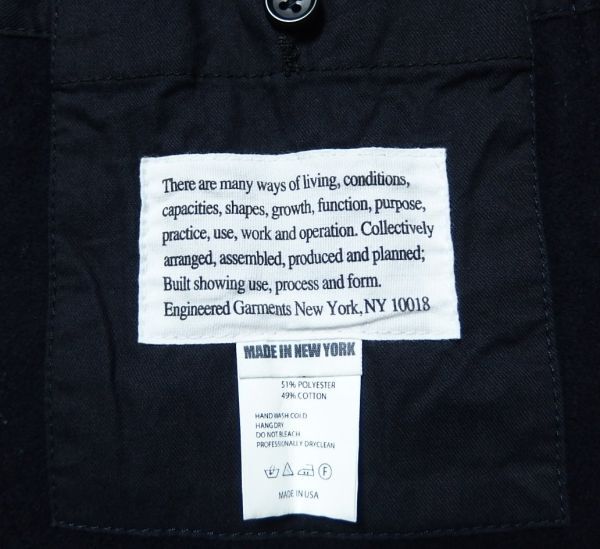 There are many ways of living, conditions,
capacities, shapes, growth, function, purpose,
practice, use, work and operation. Collectively
arranged, assembled, produced and planned;
Built showing use, process and form.
Engineered Garments New York, NY 10018
MADE IN NEW YORK
51% POLYESTER
49% COTTON
HAND WASH COLD
HANG DRY
DO NOT BLEACH
PROFESSIONALLY DRYCLEAN
F
MADE IN USA